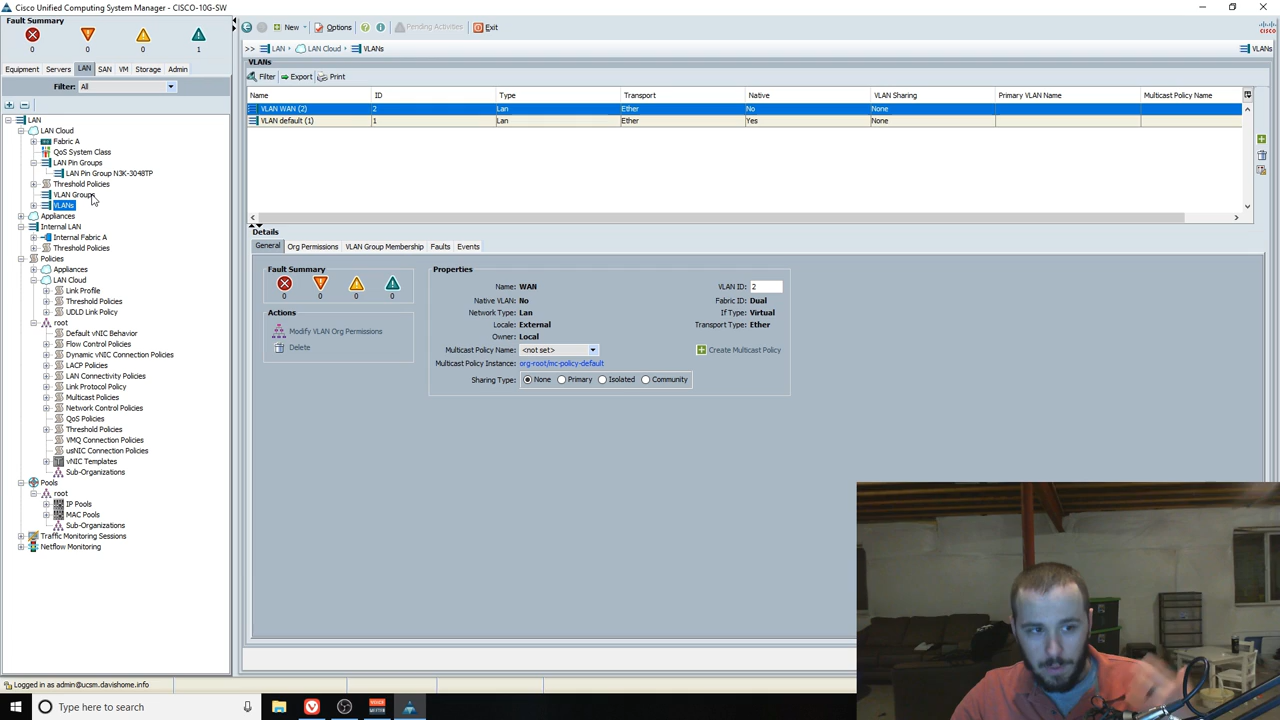 Cisco Unified Computing System Manager - CISCO-10G-SW
Fault Summary
0 0 0 1
Equipment Servers LAN SAN VM Storage Admin
Filter: All
LAN
LAN Cloud
Fabric A
QoS System Class
LAN Pin Groups
LAN Pin Group N3K-3048TP
Threshold Policies
VLAN Groups
VLANs
Appliances
Internal LAN
Internal Fabric A
Threshold Policies
Policies
Appliances
LAN Cloud
Link Profile
Threshold Policies
UDLD Link Policy
root
Default vNIC Behavior
Flow Control Policies
Dynamic vNIC Connection Policies
LACP Policies
LAN Connectivity Policies
Link Protocol Policy
Multicast Policies
Network Control Policies
QoS Policies
Threshold Policies
VMQ Connection Policies
usNIC Connection Policies
vNIC Templates
Sub-Organizations
Pools
root
IP Pools
MAC Pools
Sub-Organizations
Traffic Monitoring Sessions
Netflow Monitoring
New Options Pending Activities Exit
cisco
>> LAN LAN Cloud VLANs
VLANs
VLANs
Filter Export Print
Name ID Type Transport Native VLAN Sharing Primary VLAN Name Multicast Policy Name
VLAN WAN (2) 2 Lan Ether No None
VLAN default (1) 1 Lan Ether Yes None
Details
General Org Permissions VLAN Group Membership Faults Events
Fault Summary
0 0 0 0
Actions
Modify VLAN Org Permissions
Delete
Properties
Name: WAN VLAN ID: 2
Native VLAN: No Fabric ID: Dual
Network Type: Lan If Type: Virtual
Locale: External Transport Type: Ether
Owner: Local
Multicast Policy Name: <not set> Create Multicast Policy
Multicast Policy Instance: org-root/mc-policy-default
Sharing Type: None Primary Isolated Community
Logged in as admin@ucsm.davishome.info
Type here to search